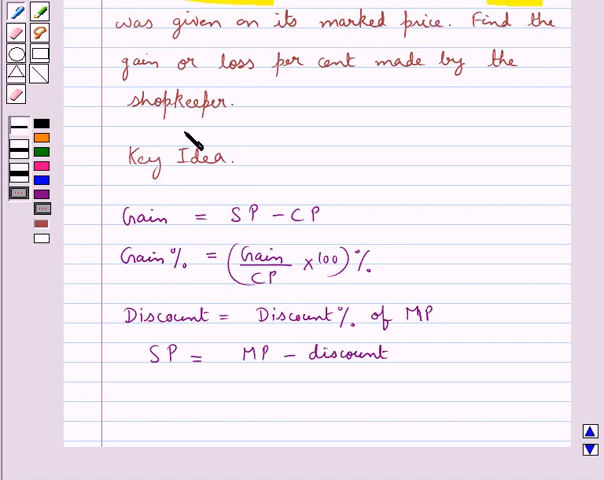 was given on its marked price. Find the
gain or loss per cent made by the
shopkeeper.
Key Idea.
Gain = SP - CP
Gain% = (Gain/CP × 100)%
Discount = Discount% of MP
SP = MP - discount